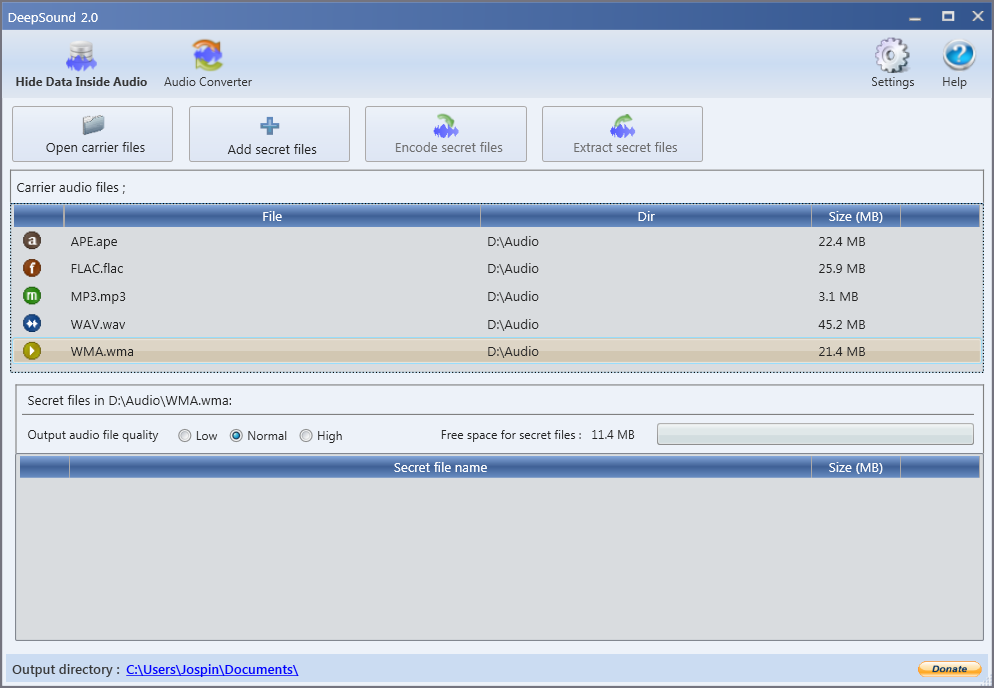 DeepSound 2.0
Hide Data Inside Audio Audio Converter Settings Help
Open carrier files Add secret files Encode secret files Extract secret files
Carrier audio files ;
File Dir Size (MB)
a APE.ape D:\Audio 22.4 MB
f FLAC.flac D:\Audio 25.9 MB
m MP3.mp3 D:\Audio 3.1 MB
WAV.wav D:\Audio 45.2 MB
WMA.wma D:\Audio 21.4 MB
Secret files in D:\Audio\WMA.wma:
Output audio file quality Low Normal High Free space for secret files : 11.4 MB
Secret file name Size (MB)
Output directory : C:\Users\Jospin\Documents\ Donate